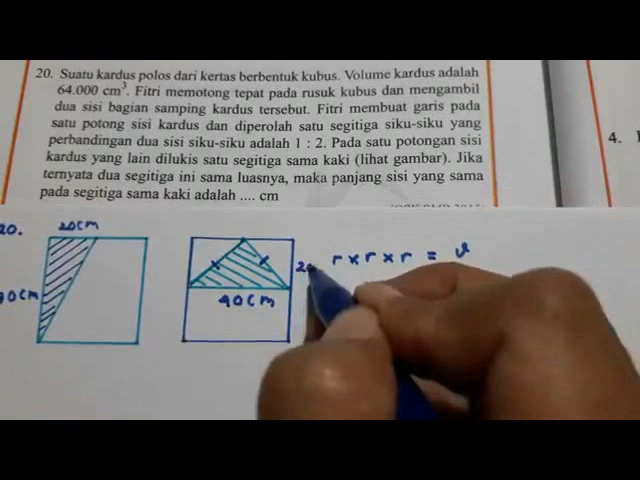 20. Suatu kardus polos dari kertas berbentuk kubus. Volume kardus adalah
64.000 cm³. Fitri memotong tepat pada rusuk kubus dan mengambil
dua sisi bagian samping kardus tersebut. Fitri membuat garis pada
satu potong sisi kardus dan diperolah satu segitiga siku-siku yang
perbandingan dua sisi siku-siku adalah 1 : 2. Pada satu potongan sisi
kardus yang lain dilukis satu segitiga sama kaki (lihat gambar). Jika
ternyata dua segitiga ini sama luasnya, maka panjang sisi yang sama
pada segitiga sama kaki adalah .... cm
4.
20.
20CM
40CM
r × r × r = v